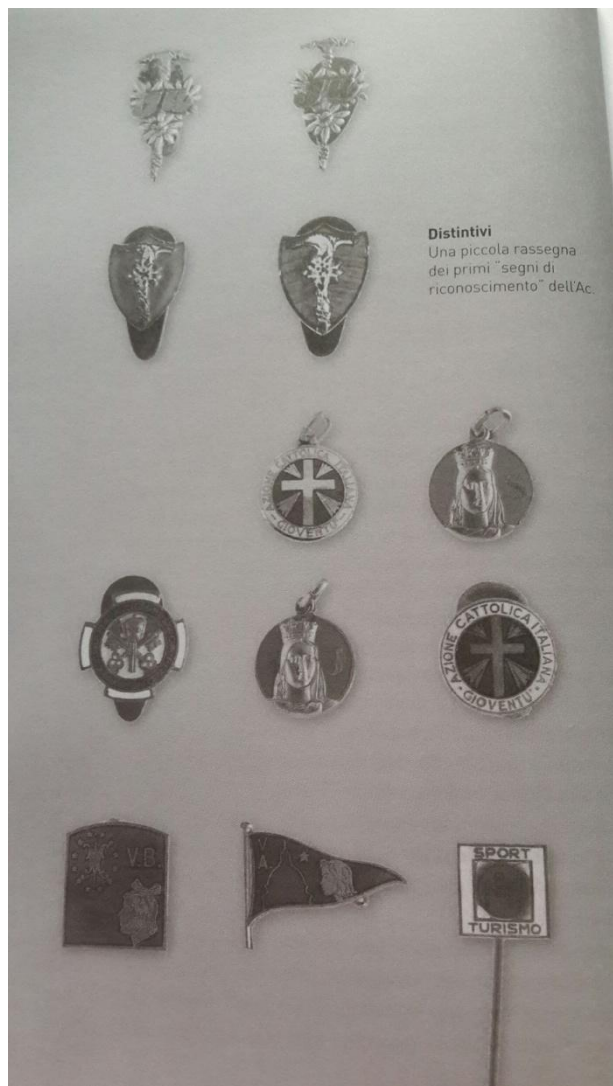 Distintivi
Una piccola rassegna
dei primi "segni di
riconoscimento" dell'Ac.
AZIONE CATTOLICA ITALIANA
- GIOVENTÙ -
AZIONE CATTOLICA ITALIANA
· GIOVENTU' ·
V.B.
V
A
SPORT
TURISMO